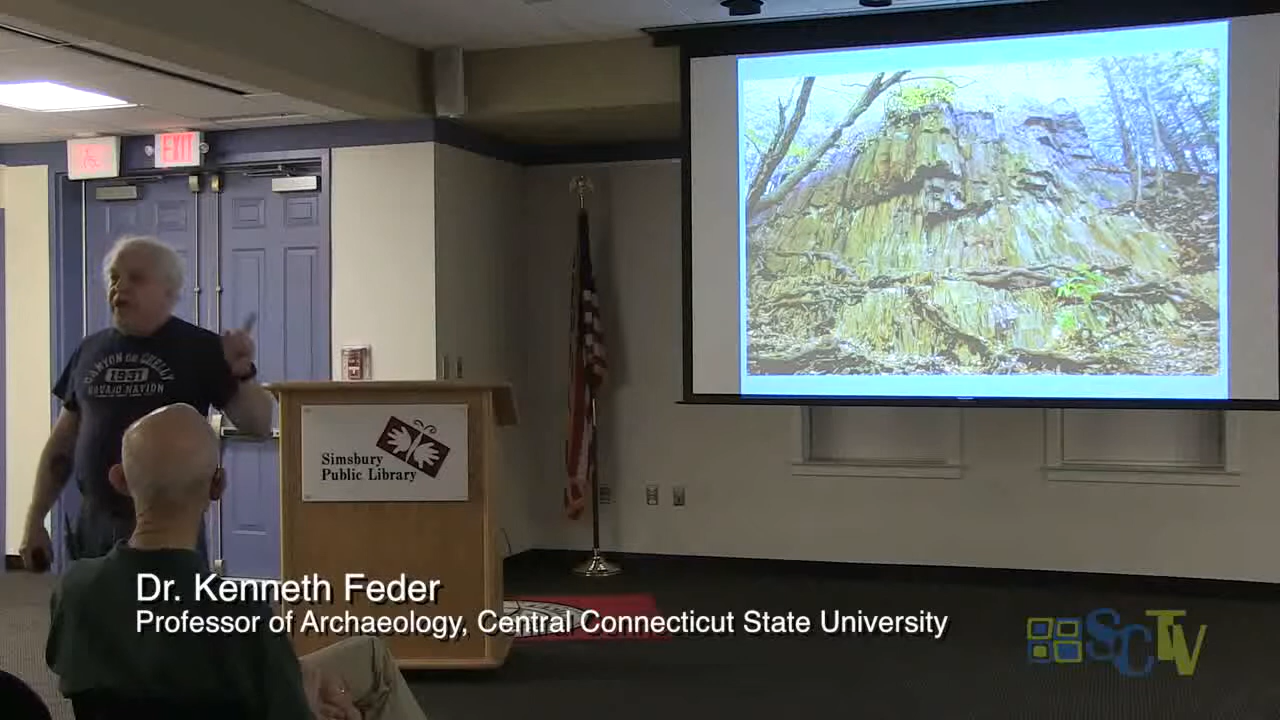 EXIT
CANYON DE CHELLY
1931
NAVAJO NATION
Simsbury
Public Library
Dr. Kenneth Feder
Professor of Archaeology, Central Connecticut State University
SCTV